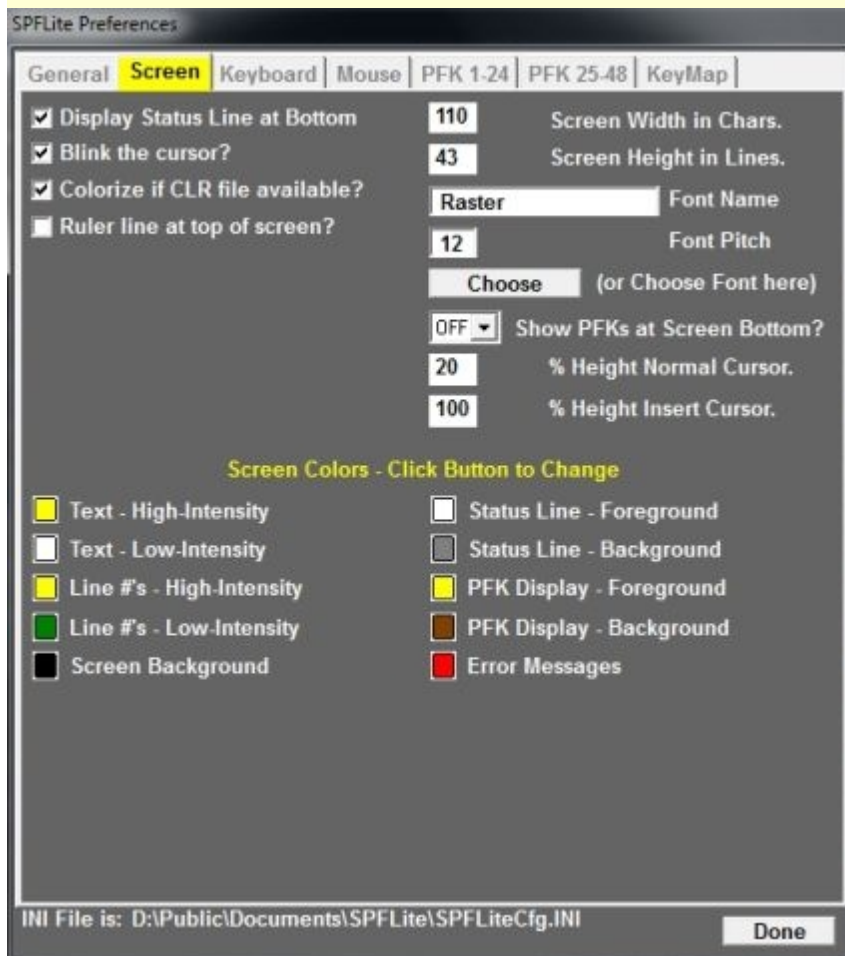 SPFLite Preferences
General Screen Keyboard Mouse PFK 1-24 PFK 25-48 KeyMap
Display Status Line at Bottom
Blink the cursor?
Colorize if CLR file available?
Ruler line at top of screen?
110 Screen Width in Chars.
43 Screen Height in Lines.
Raster Font Name
12 Font Pitch
Choose (or Choose Font here)
OFF Show PFKs at Screen Bottom?
20 % Height Normal Cursor.
100 % Height Insert Cursor.
Screen Colors - Click Button to Change
Text - High-Intensity
Text - Low-Intensity
Line #'s - High-Intensity
Line #'s - Low-Intensity
Screen Background
Status Line - Foreground
Status Line - Background
PFK Display - Foreground
PFK Display - Background
Error Messages
INI File is: D:\Public\Documents\SPFLite\SPFLiteCfg.INI
Done